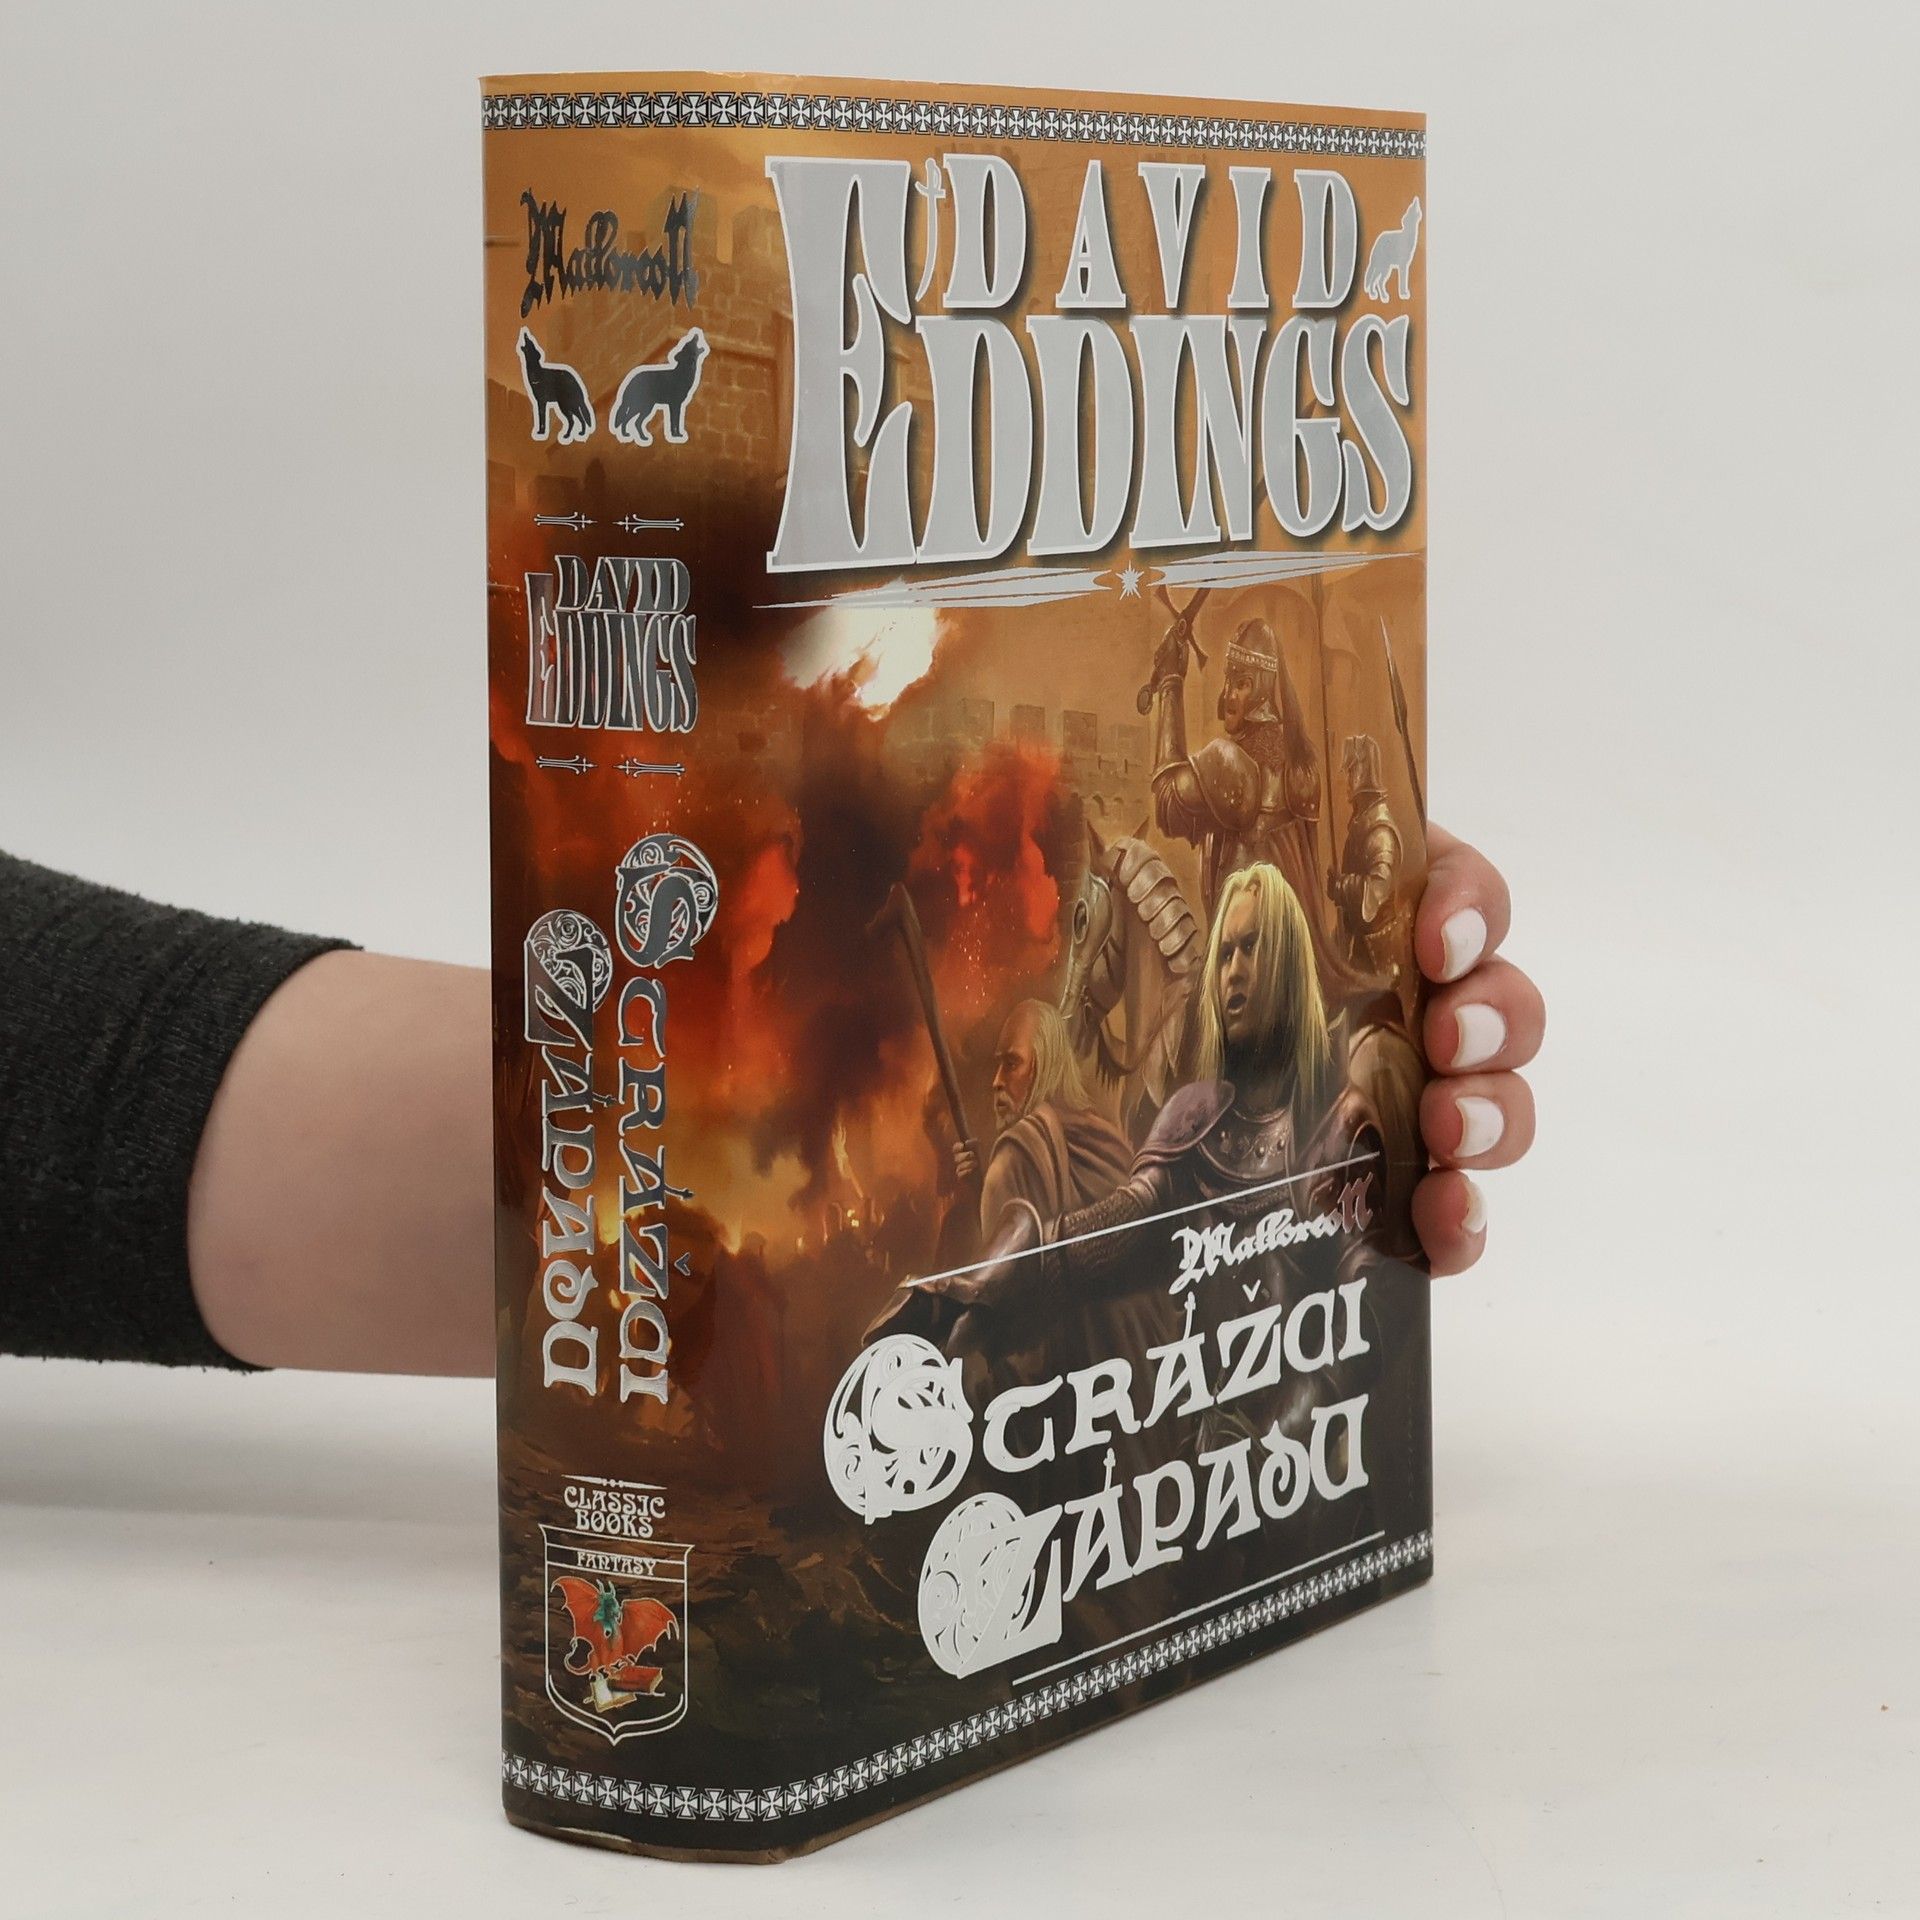 Malloreon
DAVID
EDDINGS
STRÁŽCI
ZÁPADU
CLASSIC
BOOKS
FANTASY
DAVID
EDDINGS
Malloreon
STRÁŽCI
ZÁPADU